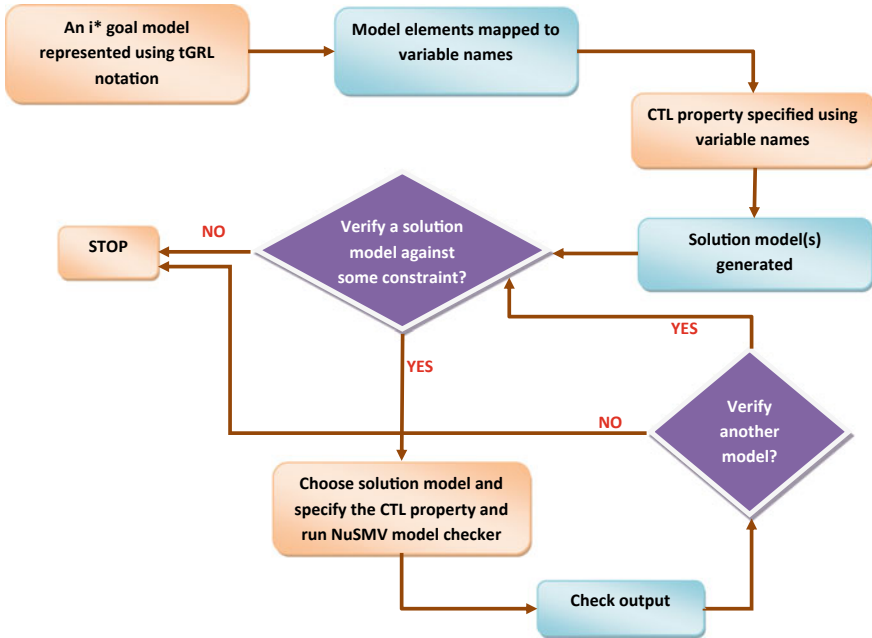 An i* goal model
represented using tGRL
notation
Model elements mapped to
variable names
CTL property specified using
variable names
Solution model(s)
generated
Verify a solution
model against
some constraint?
NO
STOP
YES
YES
Verify
another
model?
NO
Choose solution model and
specify the CTL property and
run NuSMV model checker
Check output